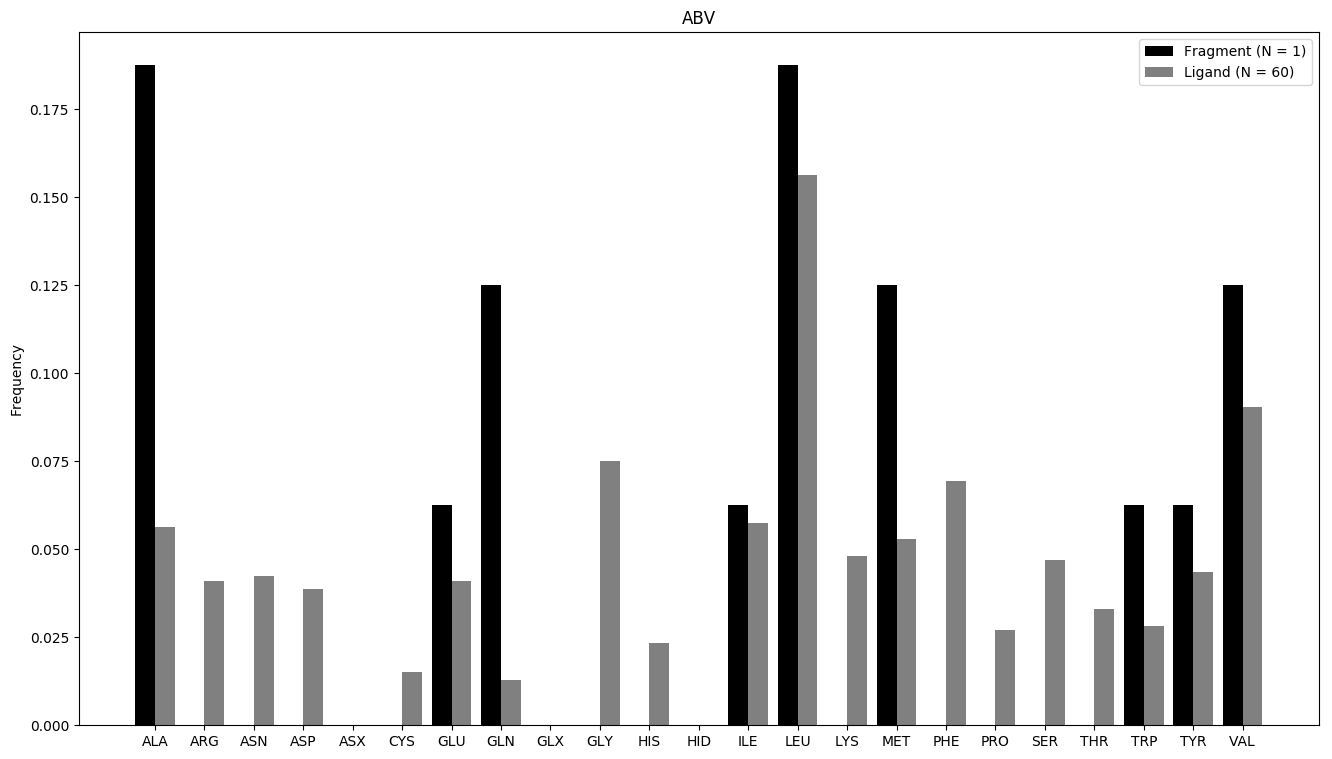 ABV
Fragment (N = 1)
Ligand (N = 60)
Frequency
0.175
0.150
0.125
0.100
0.075
0.050
0.025
0.000
ALA ARG ASN ASP ASX CYS GLU GLN GLX GLY HIS HID ILE LEU LYS MET PHE PRO SER THR TRP TYR VAL